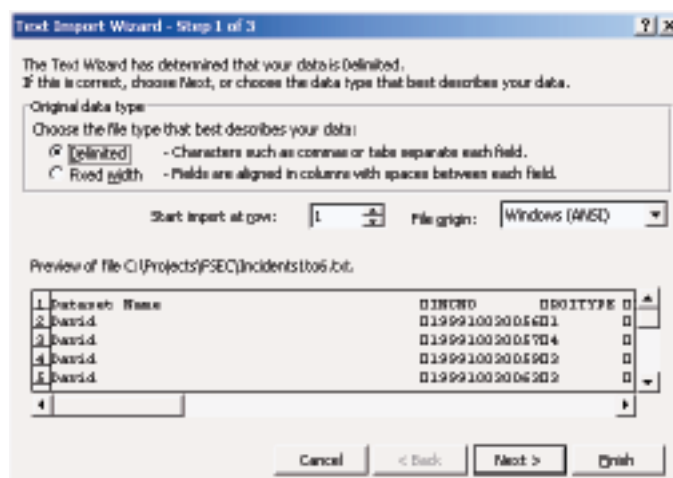 Text Import Wizard - Step 1 of 3
The Text Wizard has determined that your data is Delimited.
If this is correct, choose Next, or choose the data type that best describes your data.
Original data type
Choose the file type that best describes your data:
Delimited - Characters such as commas or tabs separate each field.
Fixed width - Fields are aligned in columns with spaces between each field.
Start import at row: 1 File origin: Windows (ANSI)
Preview of file C:\Projects\PSEC\Incidents1to6.txt.
1 Dataset Name INCNO ROITYPE
2 David
3 David
4 David
5 David
Cancel < Back Next > Finish